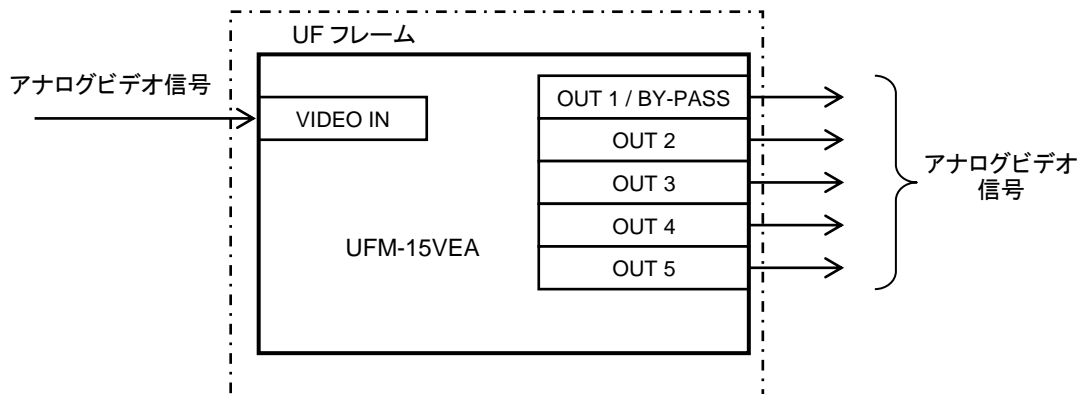 UF フレーム
アナログビデオ信号
VIDEO IN
OUT 1 / BY-PASS
OUT 2
OUT 3
OUT 4
OUT 5
UFM-15VEA
アナログビデオ
信号